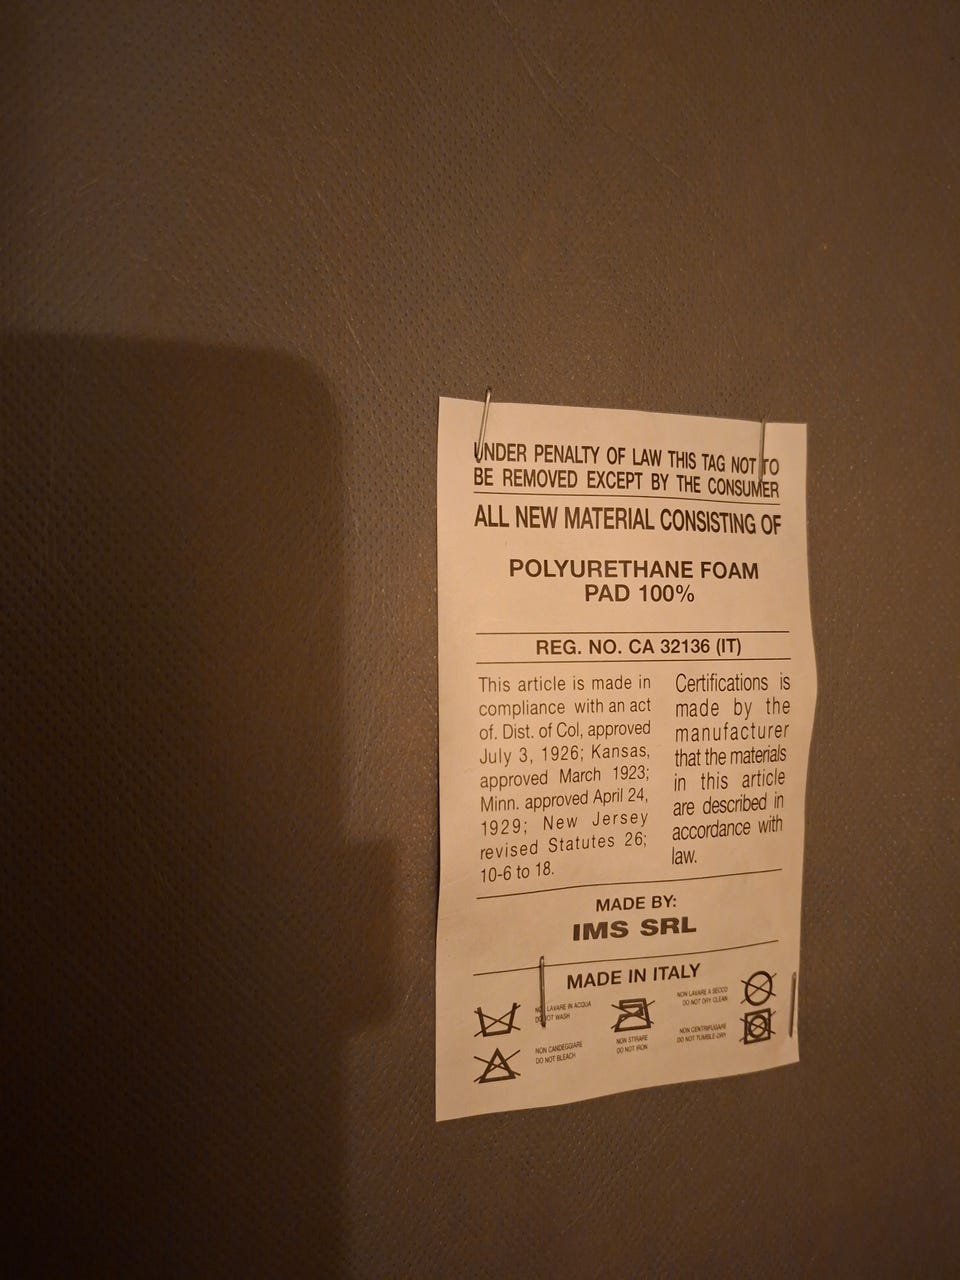 UNDER PENALTY OF LAW THIS TAG NOT TO
BE REMOVED EXCEPT BY THE CONSUMER
ALL NEW MATERIAL CONSISTING OF
POLYURETHANE FOAM
PAD 100%
REG. NO. CA 32136 (IT)
This article is made in
compliance with an act
of. Dist. of Col, approved
July 3, 1926; Kansas,
approved March 1923;
Minn. approved April 24,
1929; New Jersey
revised Statutes 26;
10-6 to 18.
Certifications is
made by the
manufacturer
that the materials
in this article
are described in
accordance with
law.
MADE BY:
IMS SRL
MADE IN ITALY
NON LAVARE IN ACQUA
DO NOT WASH
NON CANDEGGIARE
DO NOT BLEACH
NON STIRARE
DO NOT IRON
NON LAVARE A SECCO
DO NOT DRY CLEAN
NON CENTRIFUGARE
DO NOT TUMBLE-DRY